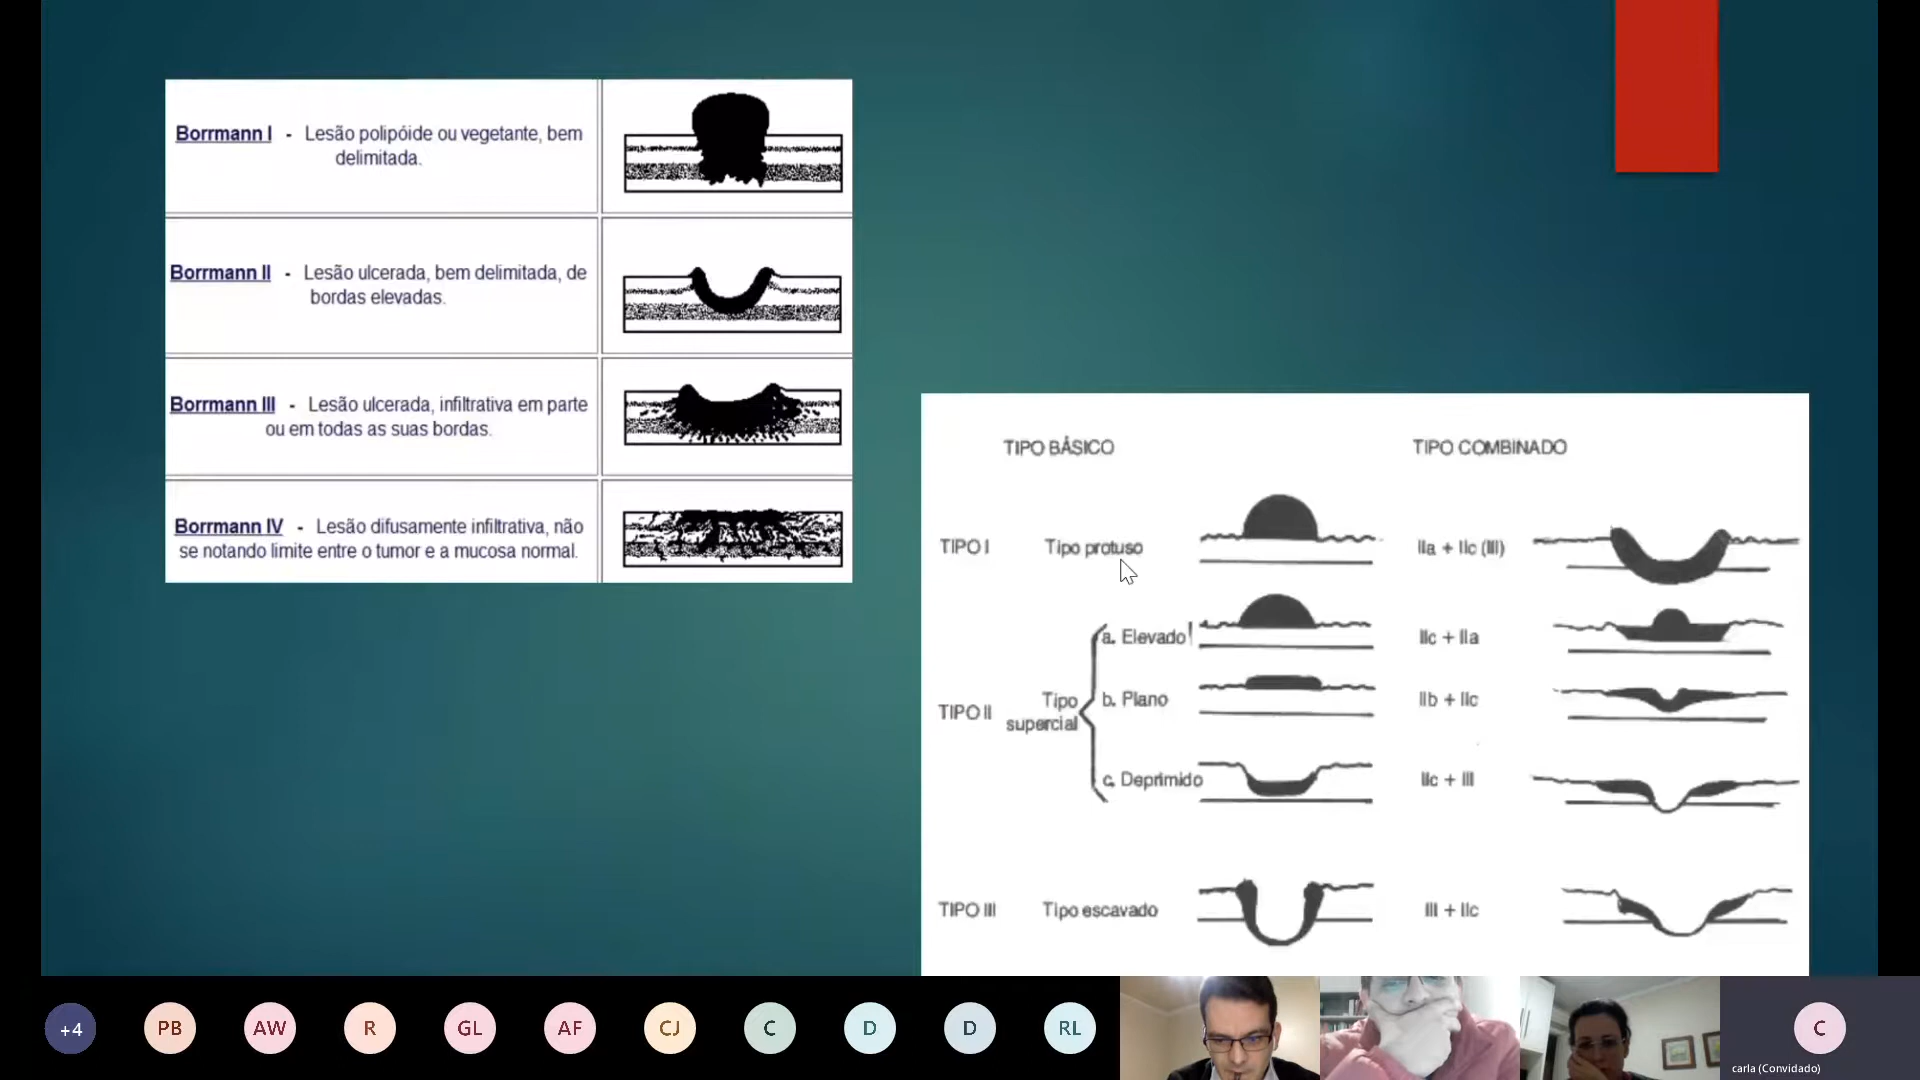 Borrmann I - Lesão polipóide ou vegetante, bem
delimitada.
Borrmann II - Lesão ulcerada, bem delimitada, de
bordas elevadas.
Borrmann III - Lesão ulcerada, infiltrativa em parte
ou em todas as suas bordas.
Borrmann IV - Lesão difusamente infiltrativa, não
se notando limite entre o tumor e a mucosa normal.
TIPO BÁSICO TIPO COMBINADO
TIPO I Tipo protuso IIa + IIc (III)
a. Elevado IIc + IIa
TIPO II Tipo supercial b. Plano IIb + IIc
c. Deprimido IIc + III
TIPO III Tipo escavado III + IIc
+4 PB AW R GL AF CJ C D D RL C
carla (Convidado)